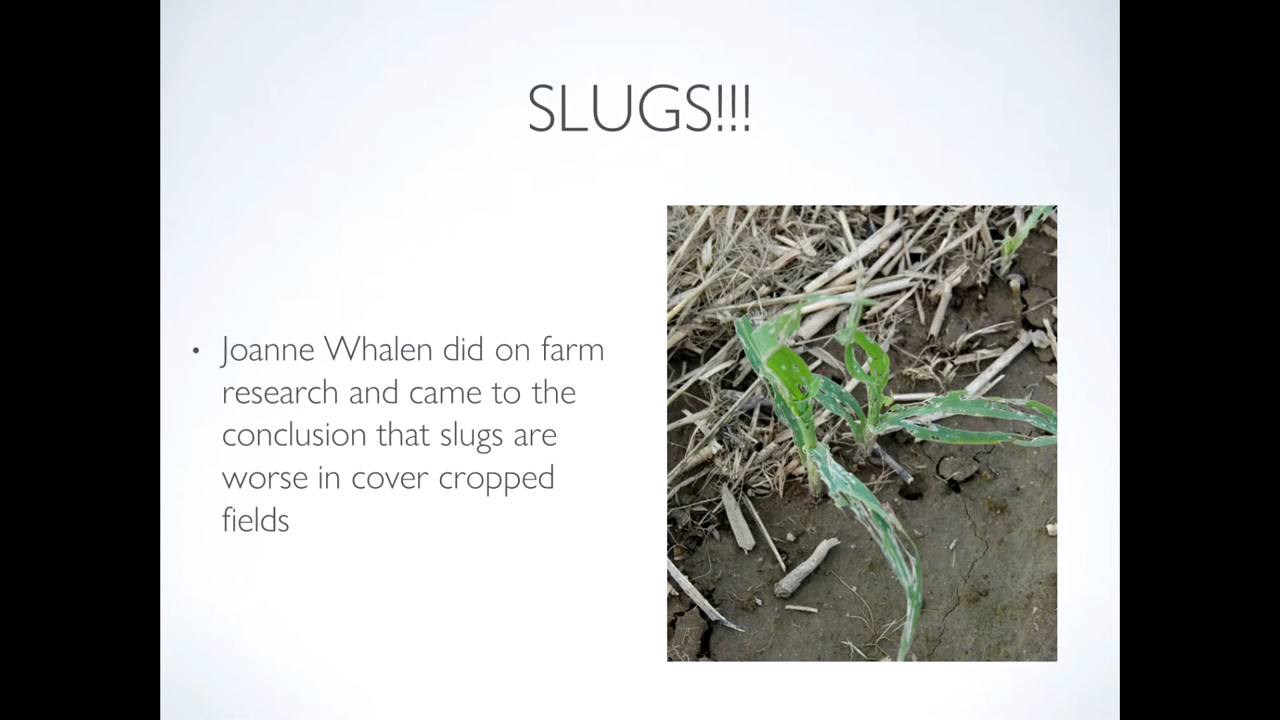 SLUGS!!!
• Joanne Whalen did on farm
research and came to the
conclusion that slugs are
worse in cover cropped
fields